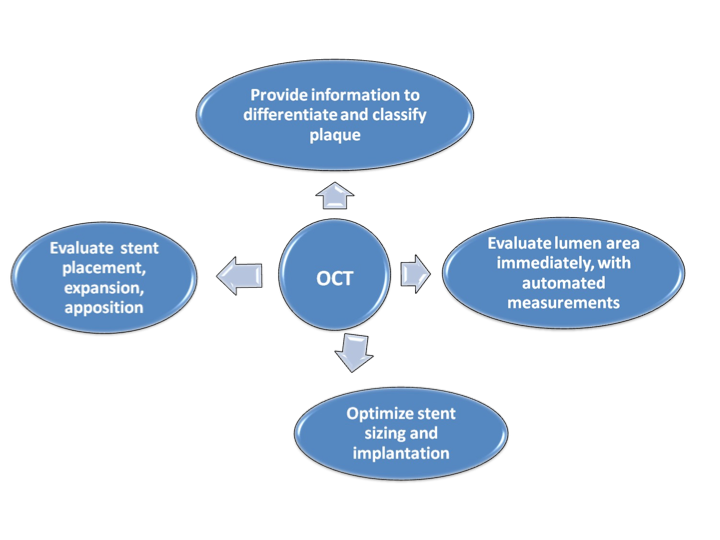 Provide information to
differentiate and classify
plaque
Evaluate stent
placement,
expansion,
apposition
OCT
Evaluate lumen area
immediately, with
automated
measurements
Optimize stent
sizing and
implantation